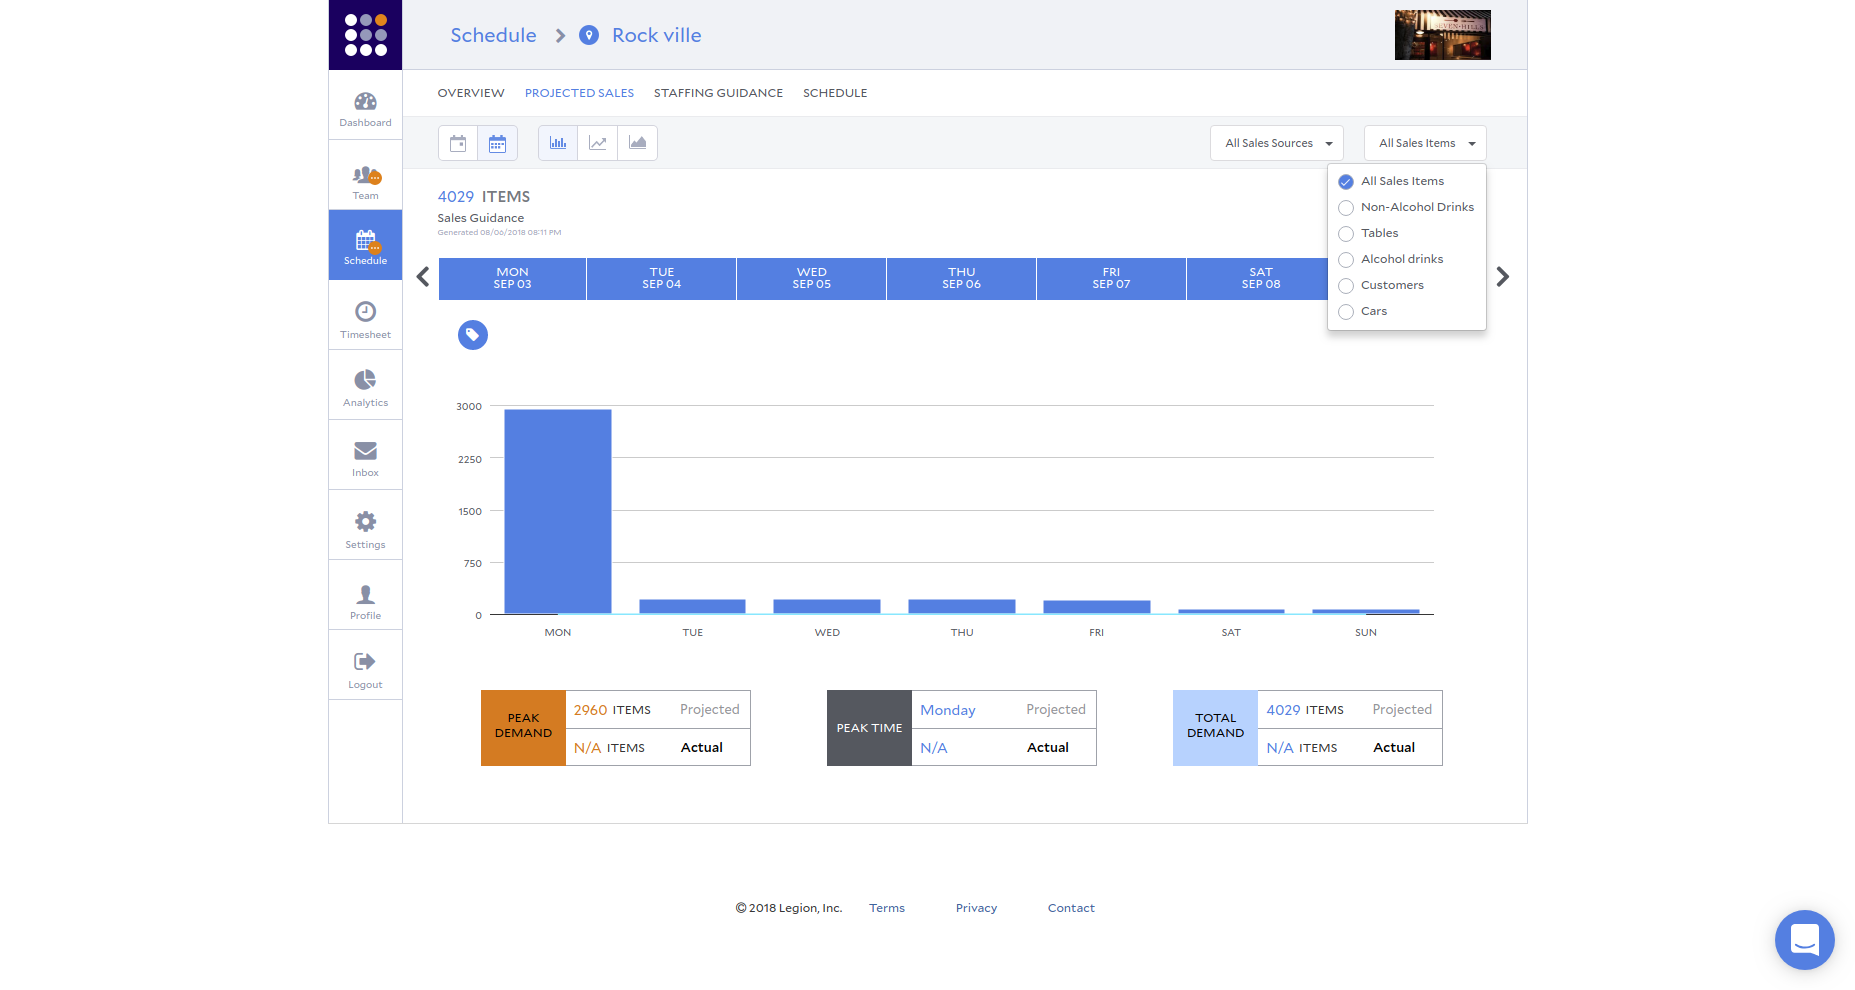 Schedule
Rock ville
SEVEN HILLS
OVERVIEW PROJECTED SALES STAFFING GUIDANCE SCHEDULE
All Sales Sources
All Sales Items
Dashboard
Team
Schedule
Timesheet
Analytics
Inbox
Settings
Profile
Logout
All Sales Items
Non-Alcohol Drinks
Tables
Alcohol drinks
Customers
Cars
4029 ITEMS
Sales Guidance
Generated 08/06/2018 08:11 PM
MON
SEP 03
TUE
SEP 04
WED
SEP 05
THU
SEP 06
FRI
SEP 07
SAT
SEP 08
3000
2250
1500
750
0
MON TUE WED THU FRI SAT SUN
PEAK
DEMAND
2960 ITEMS Projected
N/A ITEMS Actual
PEAK TIME
Monday Projected
N/A Actual
TOTAL
DEMAND
4029 ITEMS Projected
N/A ITEMS Actual
© 2018 Legion, Inc. Terms Privacy Contact